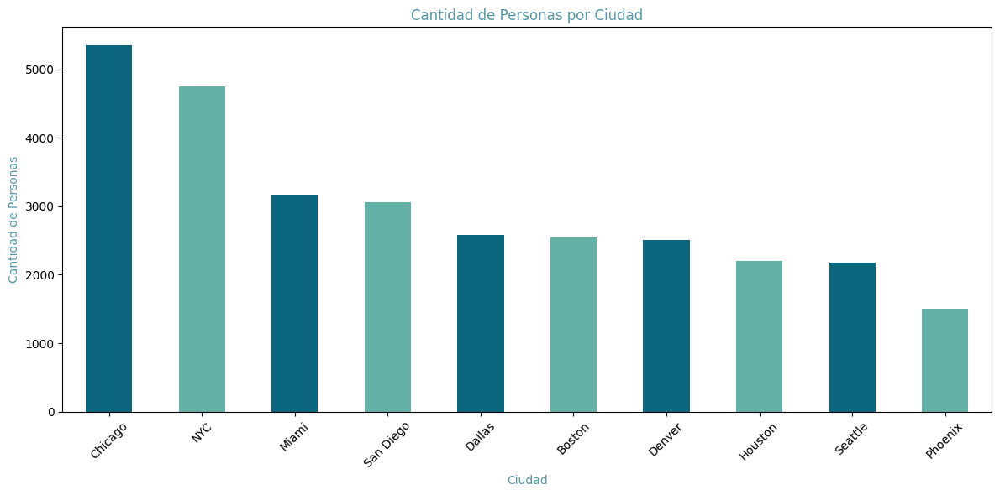 Cantidad de Personas por Ciudad
Cantidad de Personas
5000
4000
3000
2000
1000
0
Chicago
NYC
Miami
San Diego
Dallas
Boston
Denver
Houston
Seattle
Phoenix
Ciudad